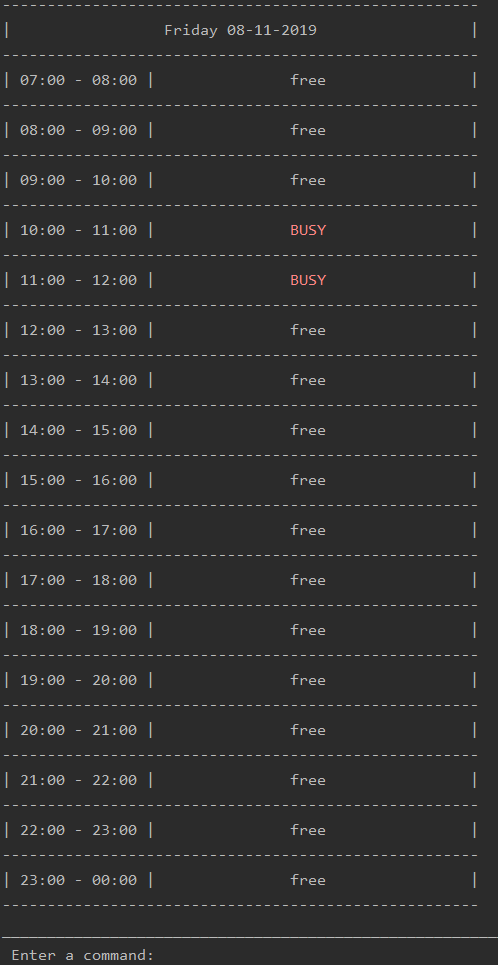 Friday 08-11-2019
| 07:00 - 08:00 | free |
| 08:00 - 09:00 | free |
| 09:00 - 10:00 | free |
| 10:00 - 11:00 | BUSY |
| 11:00 - 12:00 | BUSY |
| 12:00 - 13:00 | free |
| 13:00 - 14:00 | free |
| 14:00 - 15:00 | free |
| 15:00 - 16:00 | free |
| 16:00 - 17:00 | free |
| 17:00 - 18:00 | free |
| 18:00 - 19:00 | free |
| 19:00 - 20:00 | free |
| 20:00 - 21:00 | free |
| 21:00 - 22:00 | free |
| 22:00 - 23:00 | free |
| 23:00 - 00:00 | free |
Enter a command: